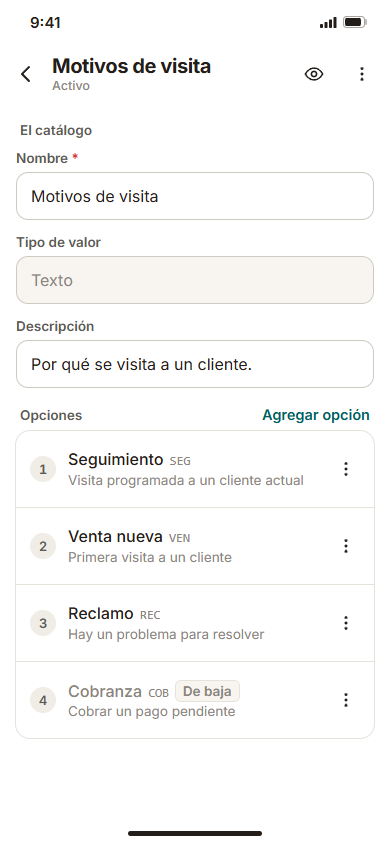 9:41
Motivos de visita
Activo
El catálogo
Nombre *
Motivos de visita
Tipo de valor
Texto
Descripción
Por qué se visita a un cliente.
Opciones Agregar opción
1 Seguimiento SEG
Visita programada a un cliente actual
2 Venta nueva VEN
Primera visita a un cliente
3 Reclamo REC
Hay un problema para resolver
4 Cobranza COB De baja
Cobrar un pago pendiente